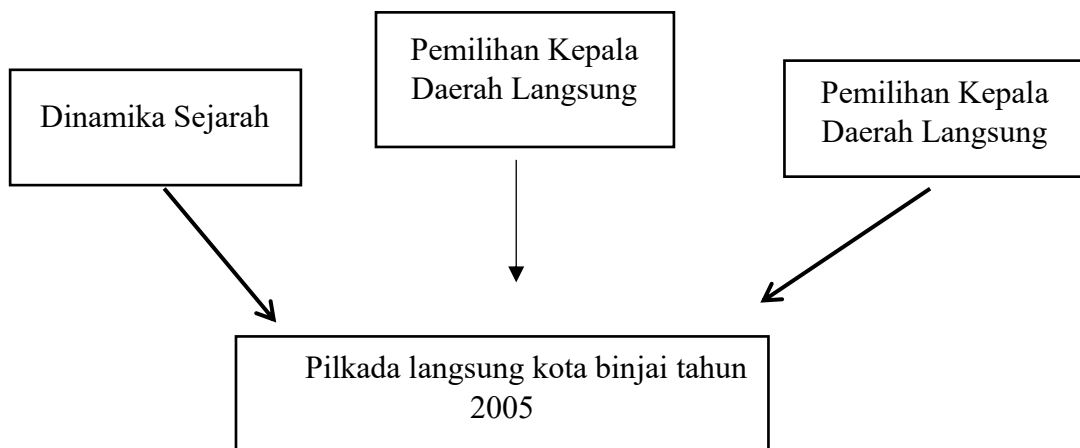 Dinamika Sejarah
Pemilihan Kepala
Daerah Langsung
Pemilihan Kepala
Daerah Langsung
Pilkada langsung kota binjai tahun
2005